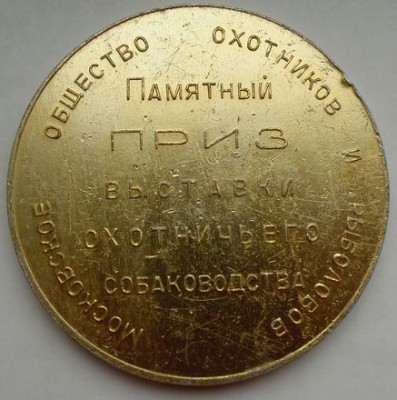 МОСКОВСКОЕ ОБЩЕСТВО ОХОТНИКОВ И РЫБОЛОВОВ
ПАМЯТНЫЙ
ПРИЗ
ВЫСТАВКИ
ОХОТНИЧЬЕГО
СОБАКОВОДСТВА